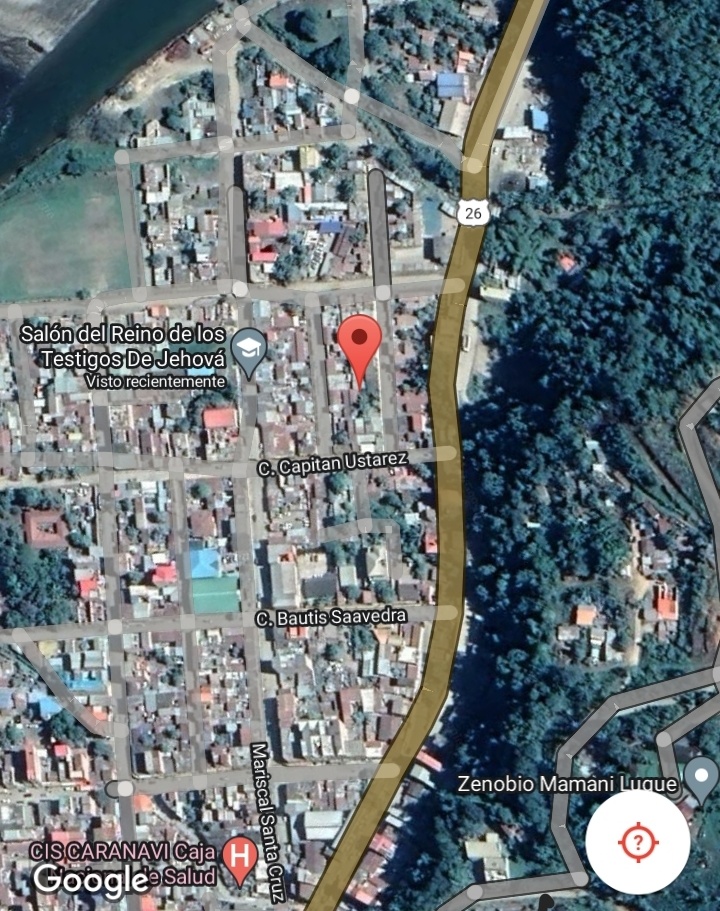 26
Salón del Reino de los
Testigos De Jehová
Visto recientemente
C. Capitan Ustarez
C. Bautis Saavedra
Mariscal Santa Cruz
Zenobio Mamani Luque
?
CIS CARANAVI Caja
de Salud
H
Google